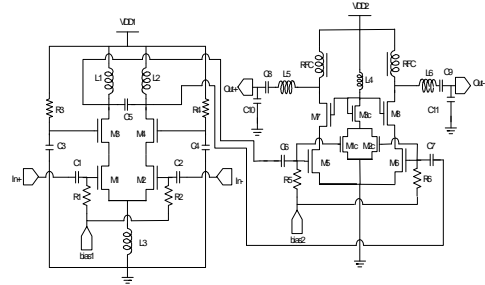 VDD1
VDD2
L1
L2
RFC
L4
RFC
Out+
C8
L5
L6
C9
Out-
C10
C11
R3
C5
R4
M3
M4
M7
M3c
M8
C3
C4
M1c
M2c
C6
C7
In+
C1
M1
M2
C2
In-
M5
M6
R1
R2
R5
R6
bias1
L3
bias2